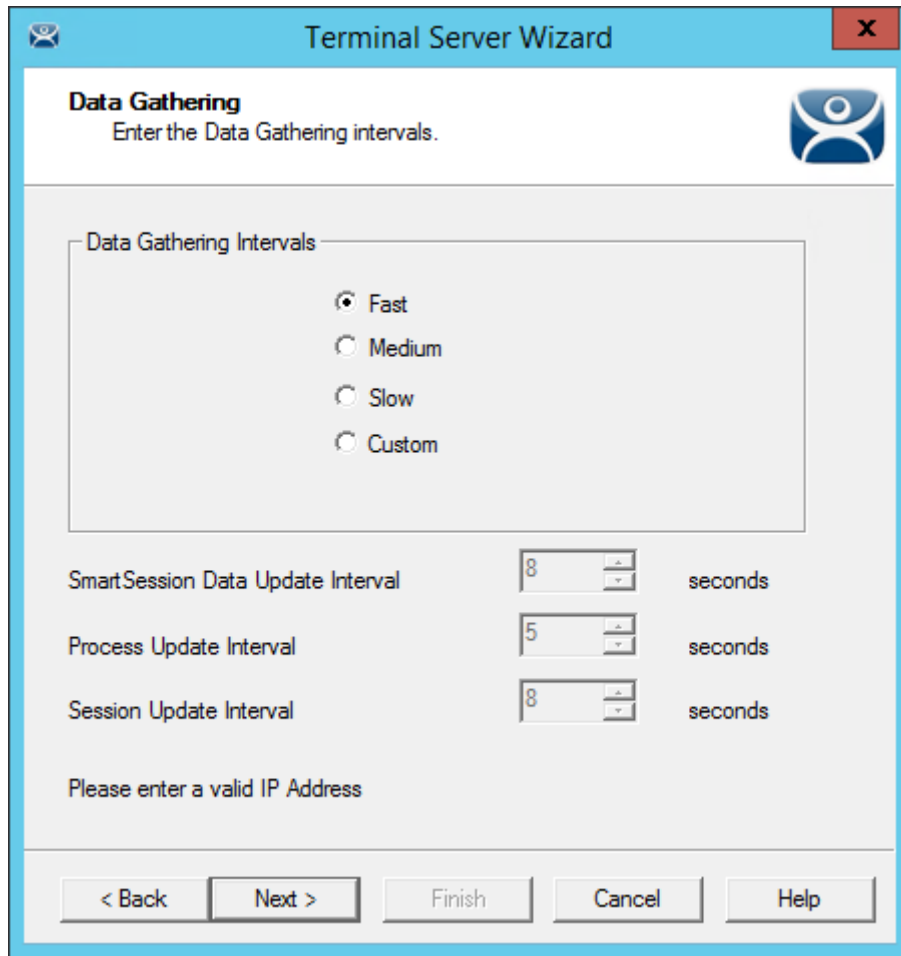 Terminal Server Wizard
x
Data Gathering
Enter the Data Gathering intervals.
Data Gathering Intervals
Fast
Medium
Slow
Custom
SmartSession Data Update Interval 8 seconds
Process Update Interval 5 seconds
Session Update Interval 8 seconds
Please enter a valid IP Address
< Back Next > Finish Cancel Help